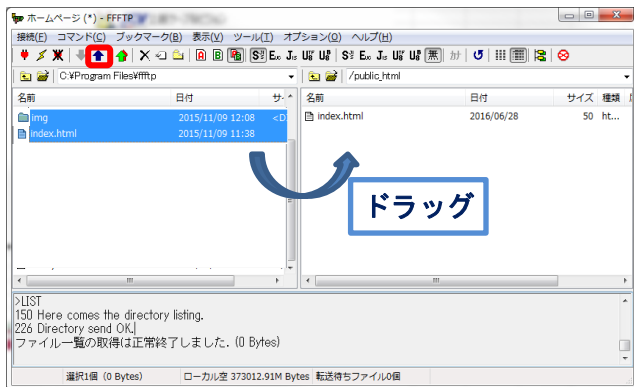 ホームページ (*) - FFFTP
接続(F) コマンド(C) ブックマーク(B) 表示(V) ツール(T) オプション(O) ヘルプ(H)
C:¥Program Files¥ffftp /public_html
名前 日付 サ- 名前 日付 サイズ 種類
img 2015/11/09 12:08 <D
index.html 2015/11/09 11:38
index.html 2016/06/28 50 ht...
ドラッグ
>LIST
150 Here comes the directory listing.
226 Directory send OK.
ファイル一覧の取得は正常終了しました. (0 Bytes)
選択1個 (0 Bytes) ローカル空 373012.91M Bytes 転送待ちファイル0個